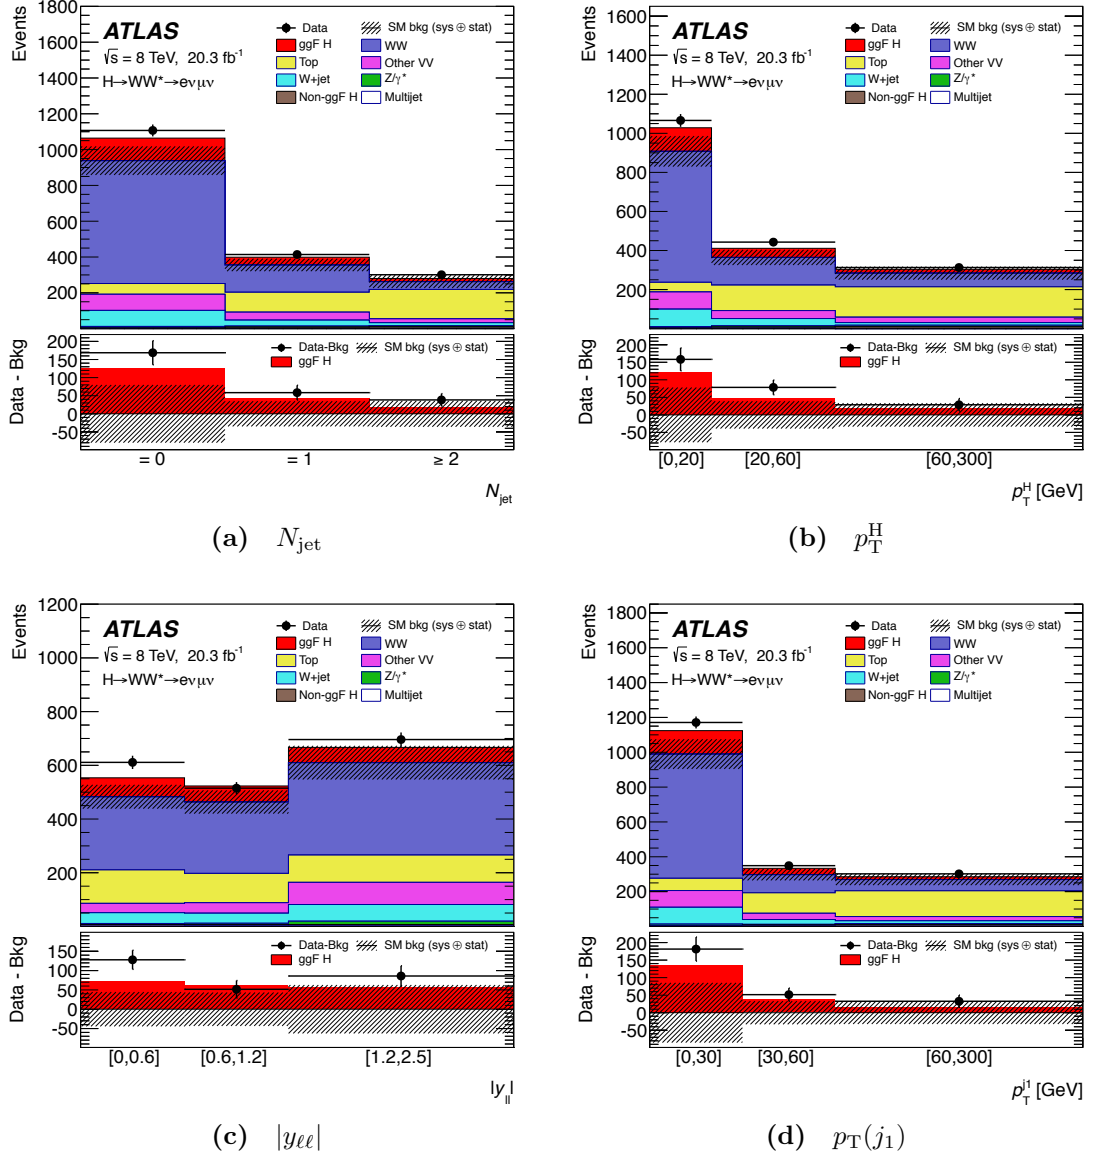 Events
1800
1600
1400
1200
1000
800
600
400
200
ATLAS
√s = 8 TeV, 20.3 fb⁻¹
H→WW*→eνμν
Data
SM bkg (sys ⊕ stat)
ggF H
WW
Top
Other VV
W+jet
Z/γ*
Non-ggF H
Multijet
Data - Bkg
200
150
100
50
0
-50
Data-Bkg
SM bkg (sys ⊕ stat)
ggF H
= 0
= 1
≥ 2
N_jet
(a) N_jet
Events
1600
1400
1200
1000
800
600
400
200
ATLAS
√s = 8 TeV, 20.3 fb⁻¹
H→WW*→eνμν
Data
SM bkg (sys ⊕ stat)
ggF H
WW
Top
Other VV
W+jet
Z/γ*
Non-ggF H
Multijet
Data - Bkg
200
150
100
50
0
-50
Data-Bkg
SM bkg (sys ⊕ stat)
ggF H
[0,20]
[20,60]
[60,300]
p_T^H [GeV]
(b) p_T^H
Events
1200
1000
800
600
400
200
ATLAS
√s = 8 TeV, 20.3 fb⁻¹
H→WW*→eνμν
Data
SM bkg (sys ⊕ stat)
ggF H
WW
Top
Other VV
W+jet
Z/γ*
Non-ggF H
Multijet
Data - Bkg
150
100
50
0
-50
Data-Bkg
SM bkg (sys ⊕ stat)
ggF H
[0,0.6]
[0.6,1.2]
[1.2,2.5]
|y_ll|
(c) |y_ℓℓ|
Events
1800
1600
1400
1200
1000
800
600
400
200
ATLAS
√s = 8 TeV, 20.3 fb⁻¹
H→WW*→eνμν
Data
SM bkg (sys ⊕ stat)
ggF H
WW
Top
Other VV
W+jet
Z/γ*
Non-ggF H
Multijet
Data - Bkg
200
150
100
50
0
-50
Data-Bkg
SM bkg (sys ⊕ stat)
ggF H
[0,30]
[30,60]
[60,300]
p_T^j1 [GeV]
(d) p_T(j_1)